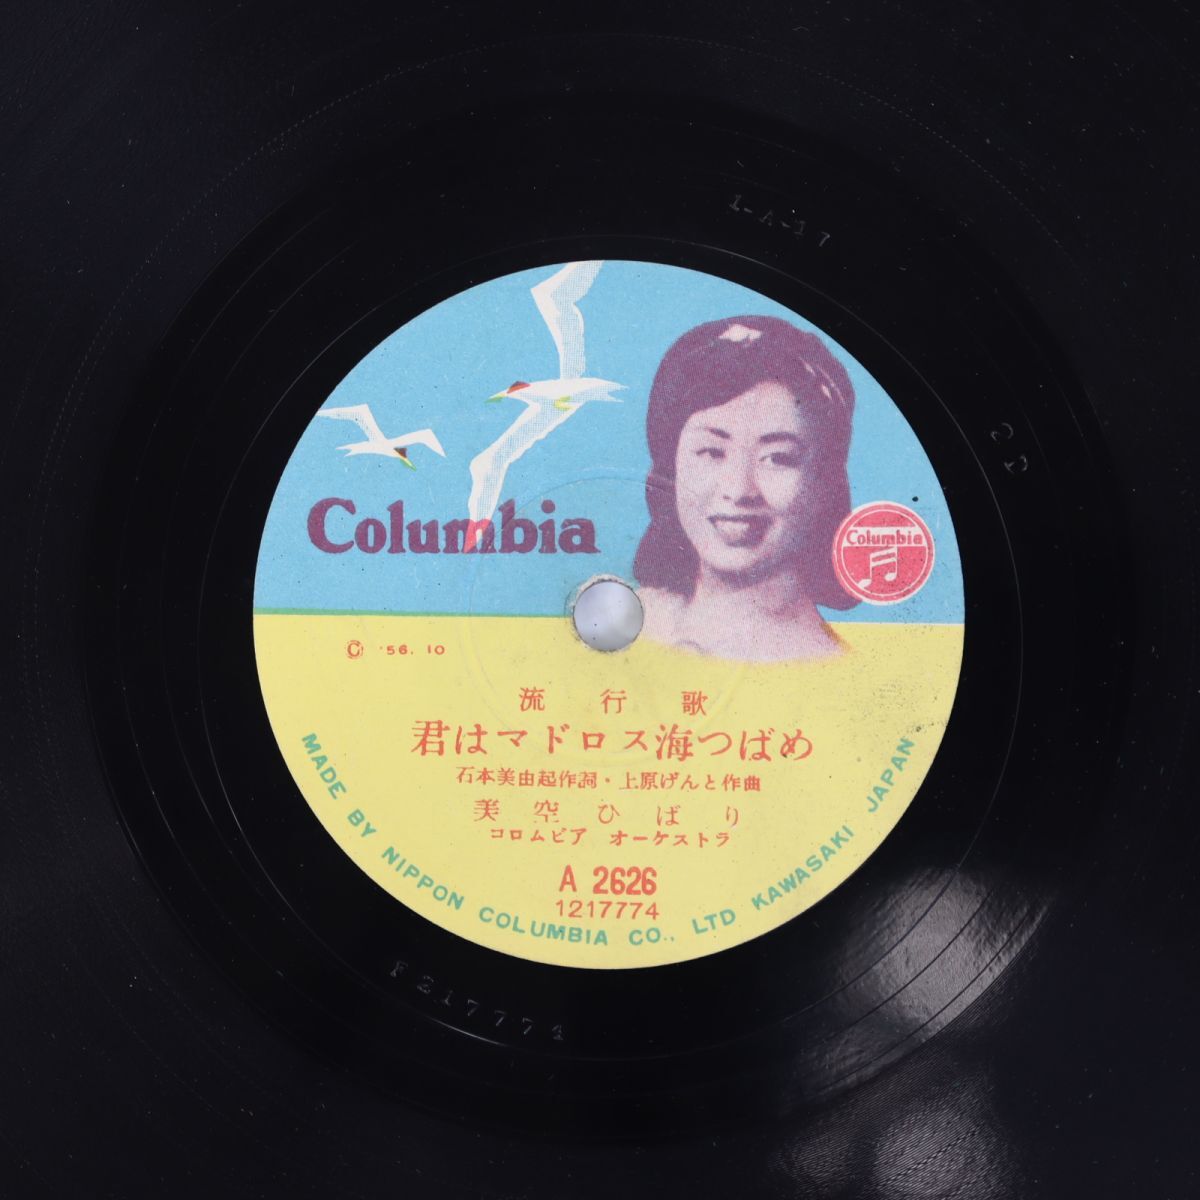 1-A-17
2D
Columbia
Columbia
© '56. 10
流行歌
君はマドロス海つばめ
石本美由起作詞・上原げんと作曲
美空ひばり
コロムビア オーケストラ
A 2626
1217774
MADE BY NIPPON COLUMBIA CO., LTD KAWASAKI JAPAN